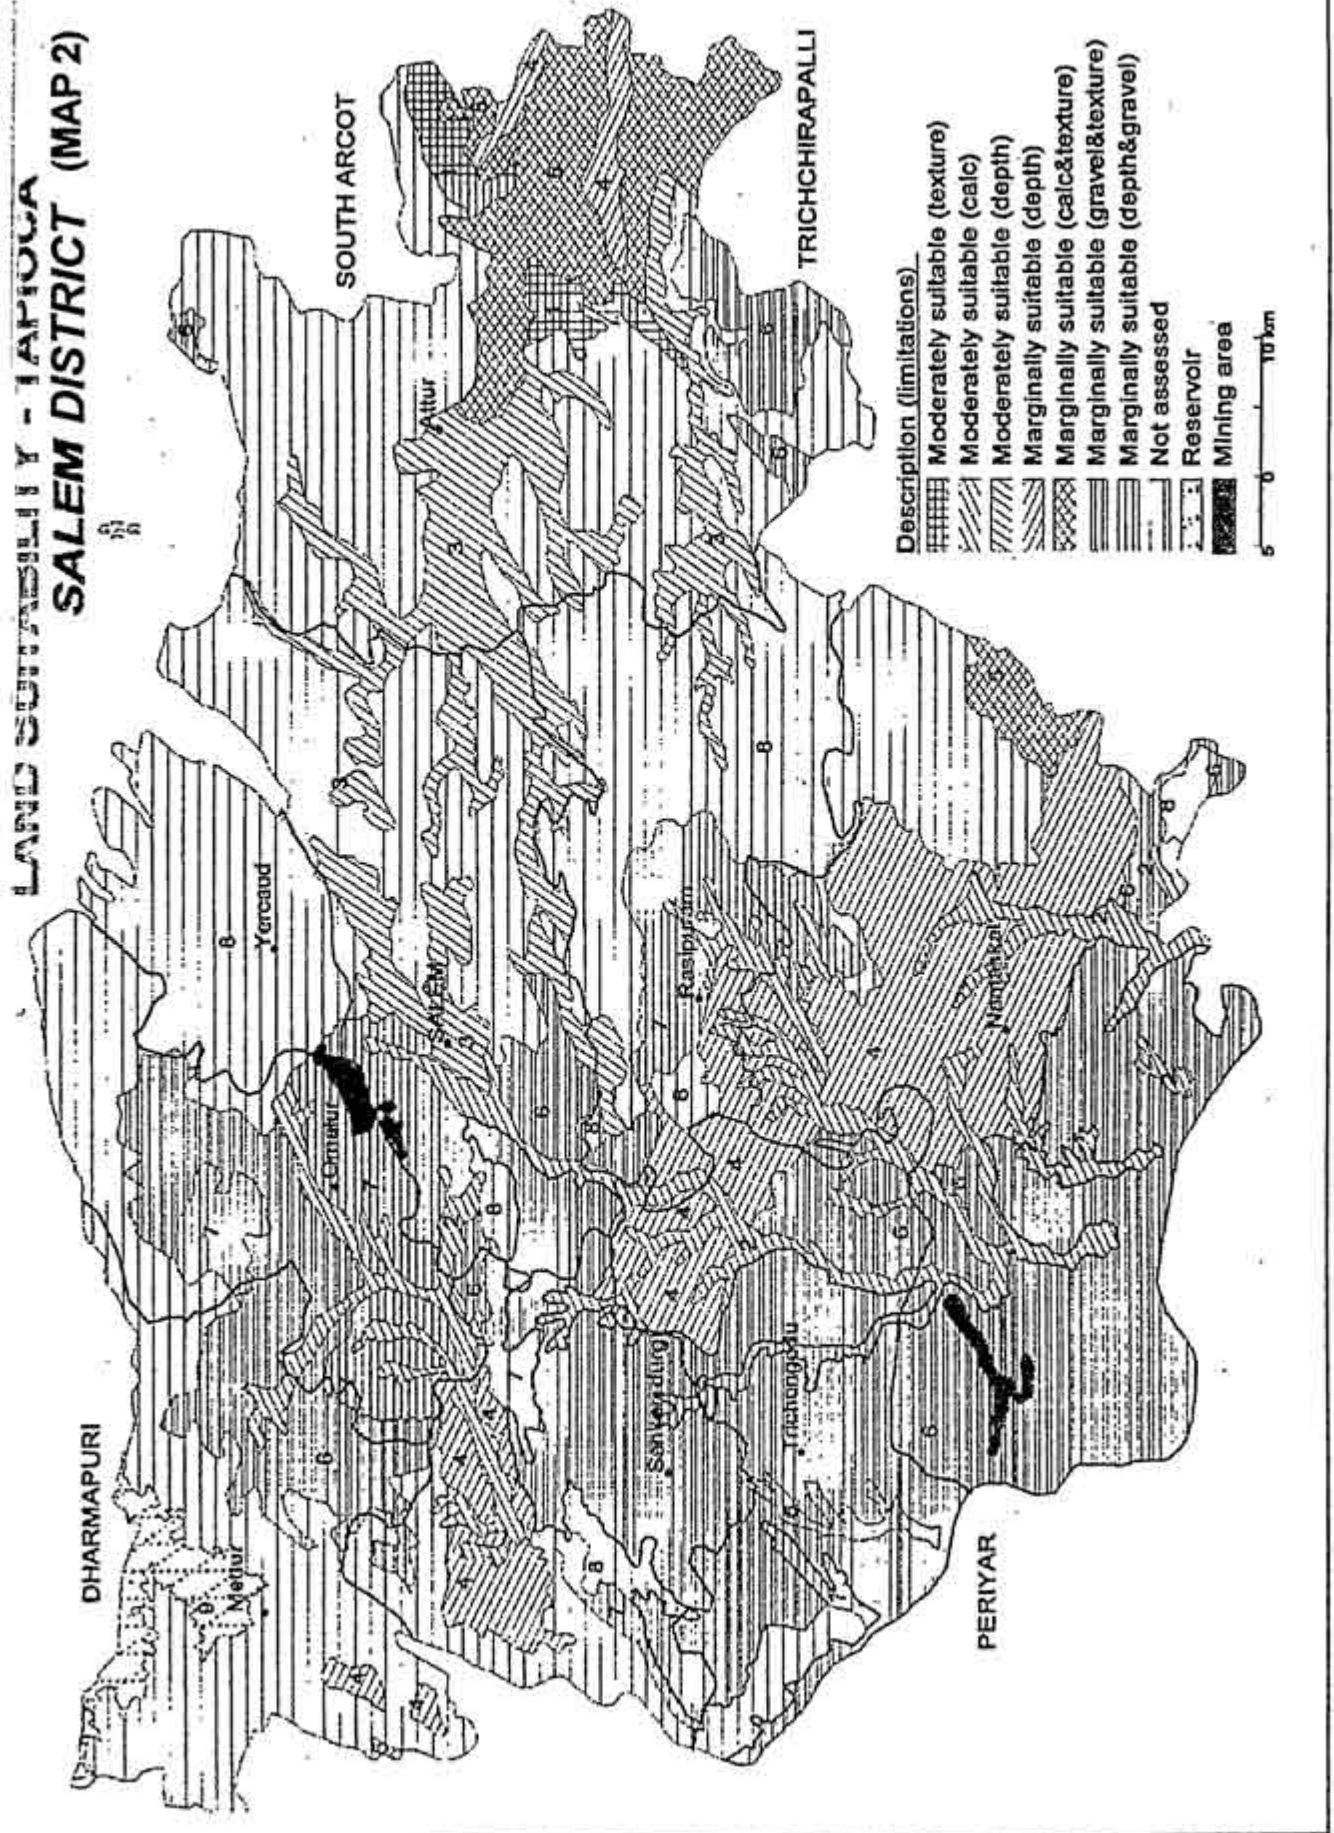 LAND SUITABILITY - TAPIOCA
SALEM DISTRICT (MAP 2)
DHARMAPURI
SOUTH ARCOT
TRICHCHIRAPALLI
PERIYAR
Mettur
Omalur
Yercaud
Attur
SALEM
Rasipuram
Namakkal
Sankaridurg
Trichungodu
Description (limitations)
Moderately suitable (texture)
Moderately suitable (calc)
Moderately suitable (depth)
Marginally suitable (depth)
Marginally suitable (calc&texture)
Marginally suitable (gravel&texture)
Marginally suitable (depth&gravel)
Not assessed
Reservoir
Mining area
5 0 10 km